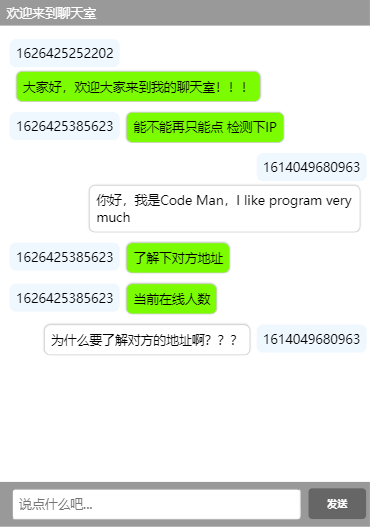 欢迎来到聊天室
1626425252202
大家好，欢迎大家来到我的聊天室！！！
1626425385623
能不能再只能点 检测下IP
1614049680963
你好，我是Code Man，I like program very
much
1626425385623
了解下对方地址
1626425385623
当前在线人数
为什么要了解对方的地址啊？？？
1614049680963
说点什么吧...
发送